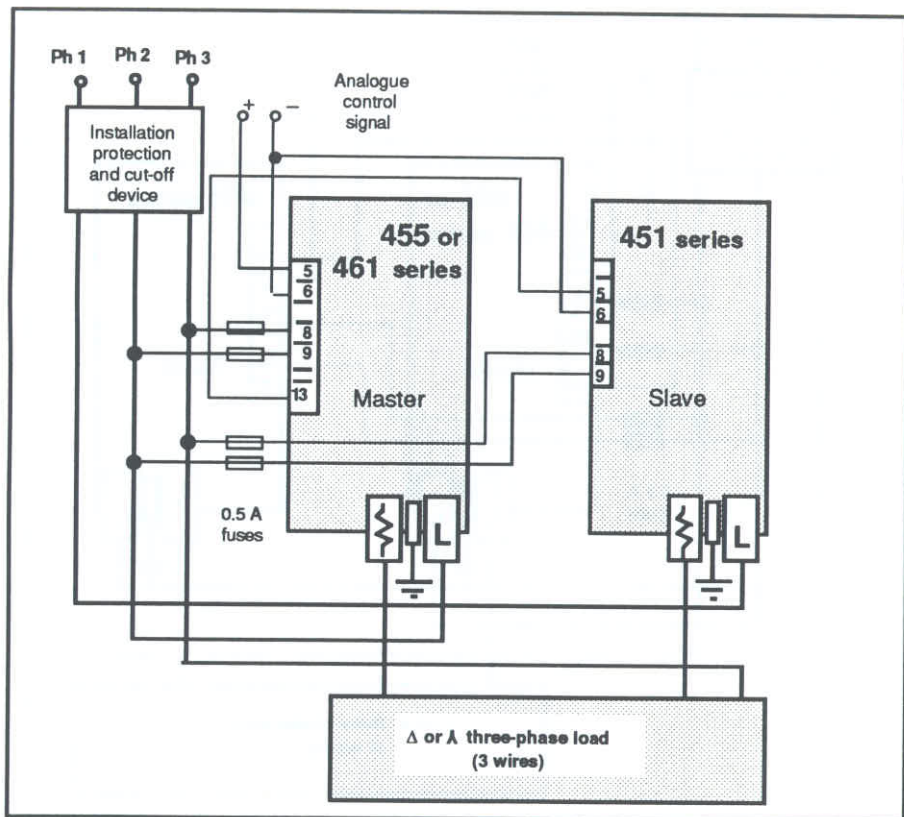 Ph 1 Ph 2 Ph 3
Analogue
control
signal
+ −
Installation
protection
and cut-off
device
455 or
461 series
451 series
5
6
8
9
13
Master
5
6
8
9
Slave
0.5 A
fuses
L
L
Δ or ⅄ three-phase load
(3 wires)